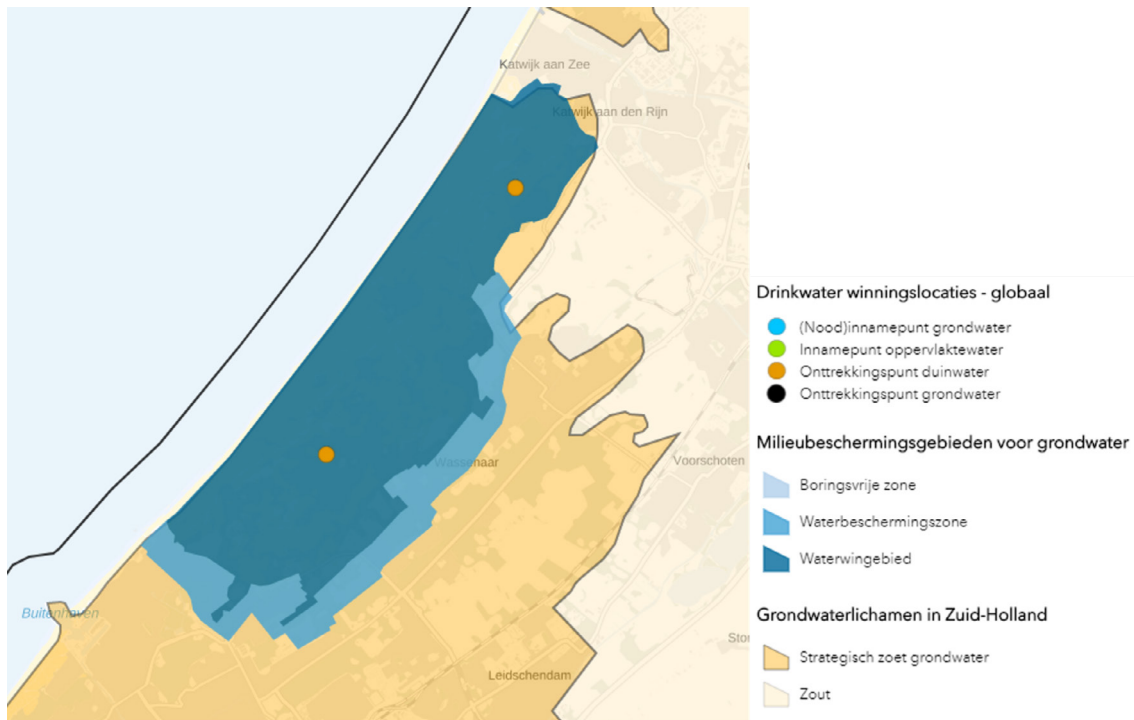 Katwijk aan Zee
Katwijk aan den Rijn
Wassenaar
Voorschoten
Buitenhaven
Leidschendam
Drinkwater winningslocaties - globaal
(Nood)innamepunt grondwater
Innamepunt oppervlaktewater
Onttrekkingspunt duinwater
Onttrekkingspunt grondwater
Milieubeschermingsgebieden voor grondwater
Boringsvrije zone
Waterbeschermingszone
Waterwingebied
Grondwaterlichamen in Zuid-Holland
Strategisch zoet grondwater
Zout